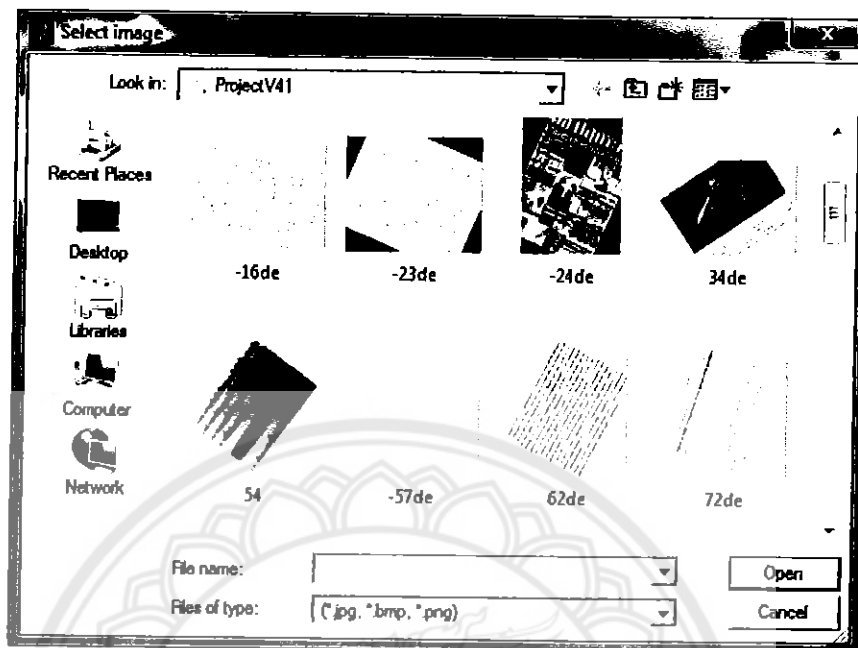 Select image
Look in: ProjectV41
Recent Places
Desktop
Libraries
Computer
Network
-16de
-23de
-24de
34de
54
-57de
62de
72de
File name:
Open
Files of type: (*.jpg, *.bmp, *.png)
Cancel